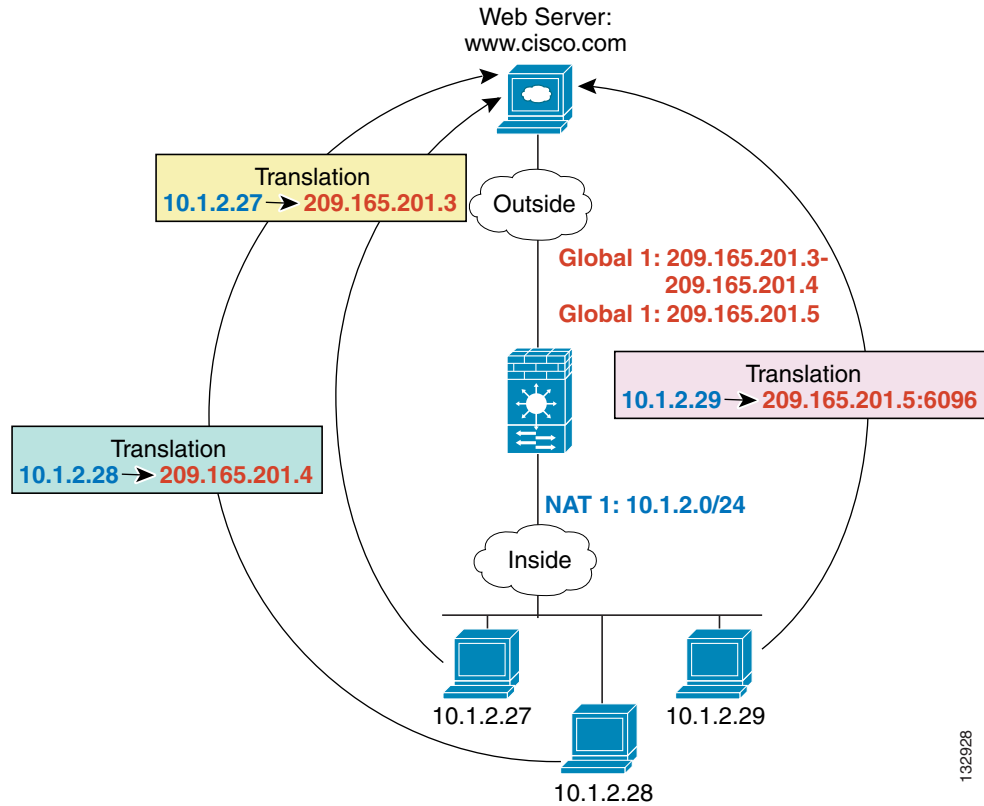 Web Server:
www.cisco.com
Outside
Translation
10.1.2.27 209.165.201.3
Global 1: 209.165.201.3-
209.165.201.4
Global 1: 209.165.201.5
Translation
10.1.2.29 209.165.201.5:6096
Translation
10.1.2.28 209.165.201.4
NAT 1: 10.1.2.0/24
Inside
10.1.2.27
10.1.2.29
10.1.2.28
132928